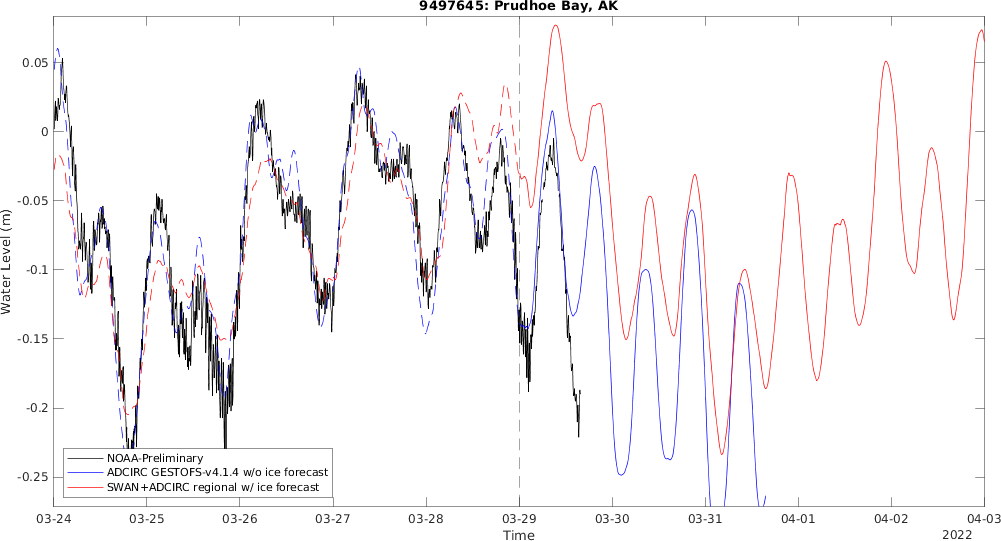 9497645: Prudhoe Bay, AK
Water Level (m)
0.05
0
-0.05
-0.1
-0.15
-0.2
-0.25
NOAA-Preliminary
ADCIRC GESTOFS-v4.1.4 w/o ice forecast
SWAN+ADCIRC regional w/ ice forecast
03-24 03-25 03-26 03-27 03-28 03-29 03-30 03-31 04-01 04-02 04-03
Time
2022